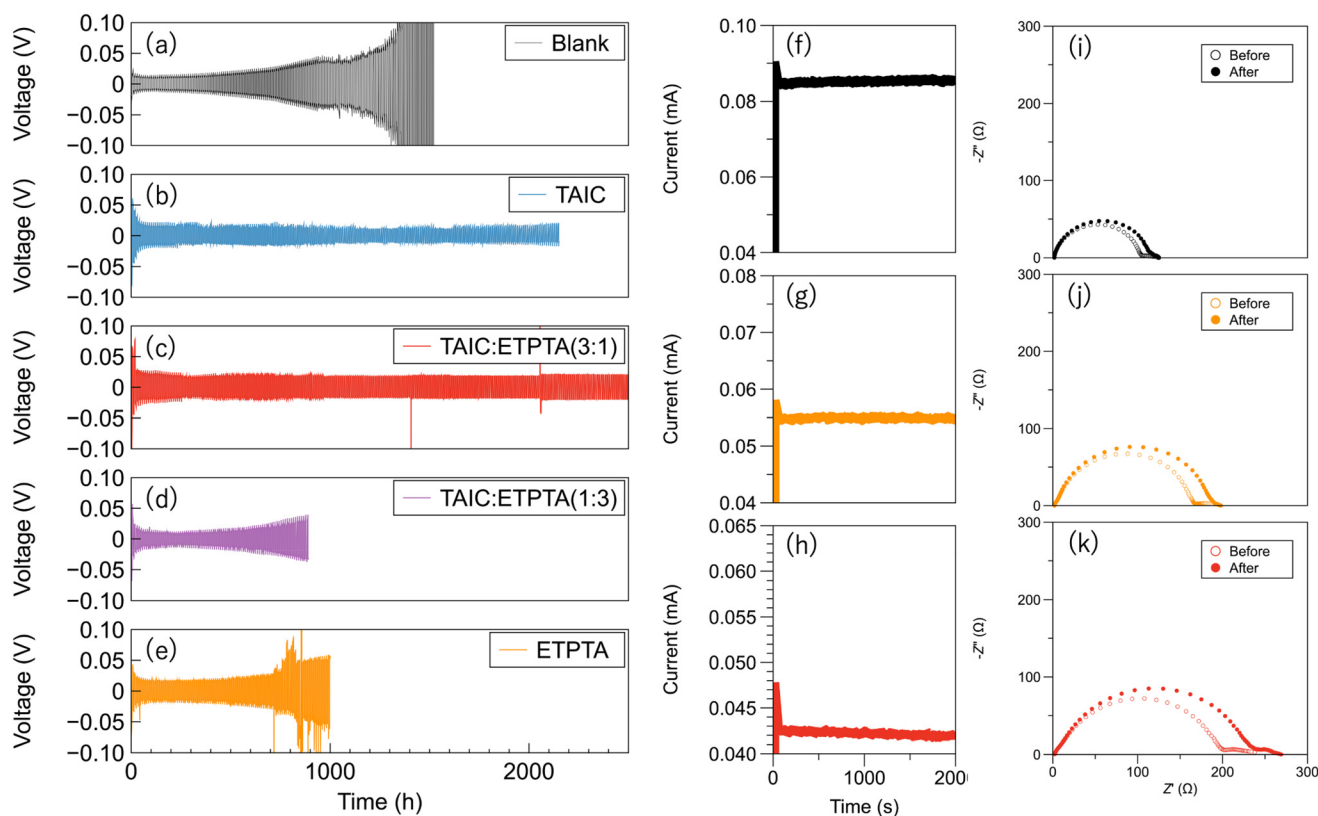 (a)
Blank
Voltage (V)
0.10
0.05
0
−0.05
−0.10
(b)
TAIC
Voltage (V)
0.10
0.05
0
−0.05
−0.10
(c)
TAIC:ETPTA(3:1)
Voltage (V)
0.10
0.05
0
−0.05
−0.10
(d)
TAIC:ETPTA(1:3)
Voltage (V)
0.10
0.05
0
−0.05
−0.10
(e)
ETPTA
Voltage (V)
0.10
0.05
0
−0.05
−0.10
0 1000 2000
Time (h)
(f)
Current (mA)
0.10
0.08
0.06
0.04
(g)
Current (mA)
0.08
0.07
0.06
0.05
0.04
(h)
Current (mA)
0.065
0.060
0.055
0.050
0.045
0.040
0 1000 200
Time (s)
(i)
Before
After
-Z" (Ω)
300
200
100
50
0
(j)
Before
After
-Z" (Ω)
300
200
100
50
0
(k)
Before
After
-Z" (Ω)
300
200
100
50
0
0 100 200 300
Z' (Ω)